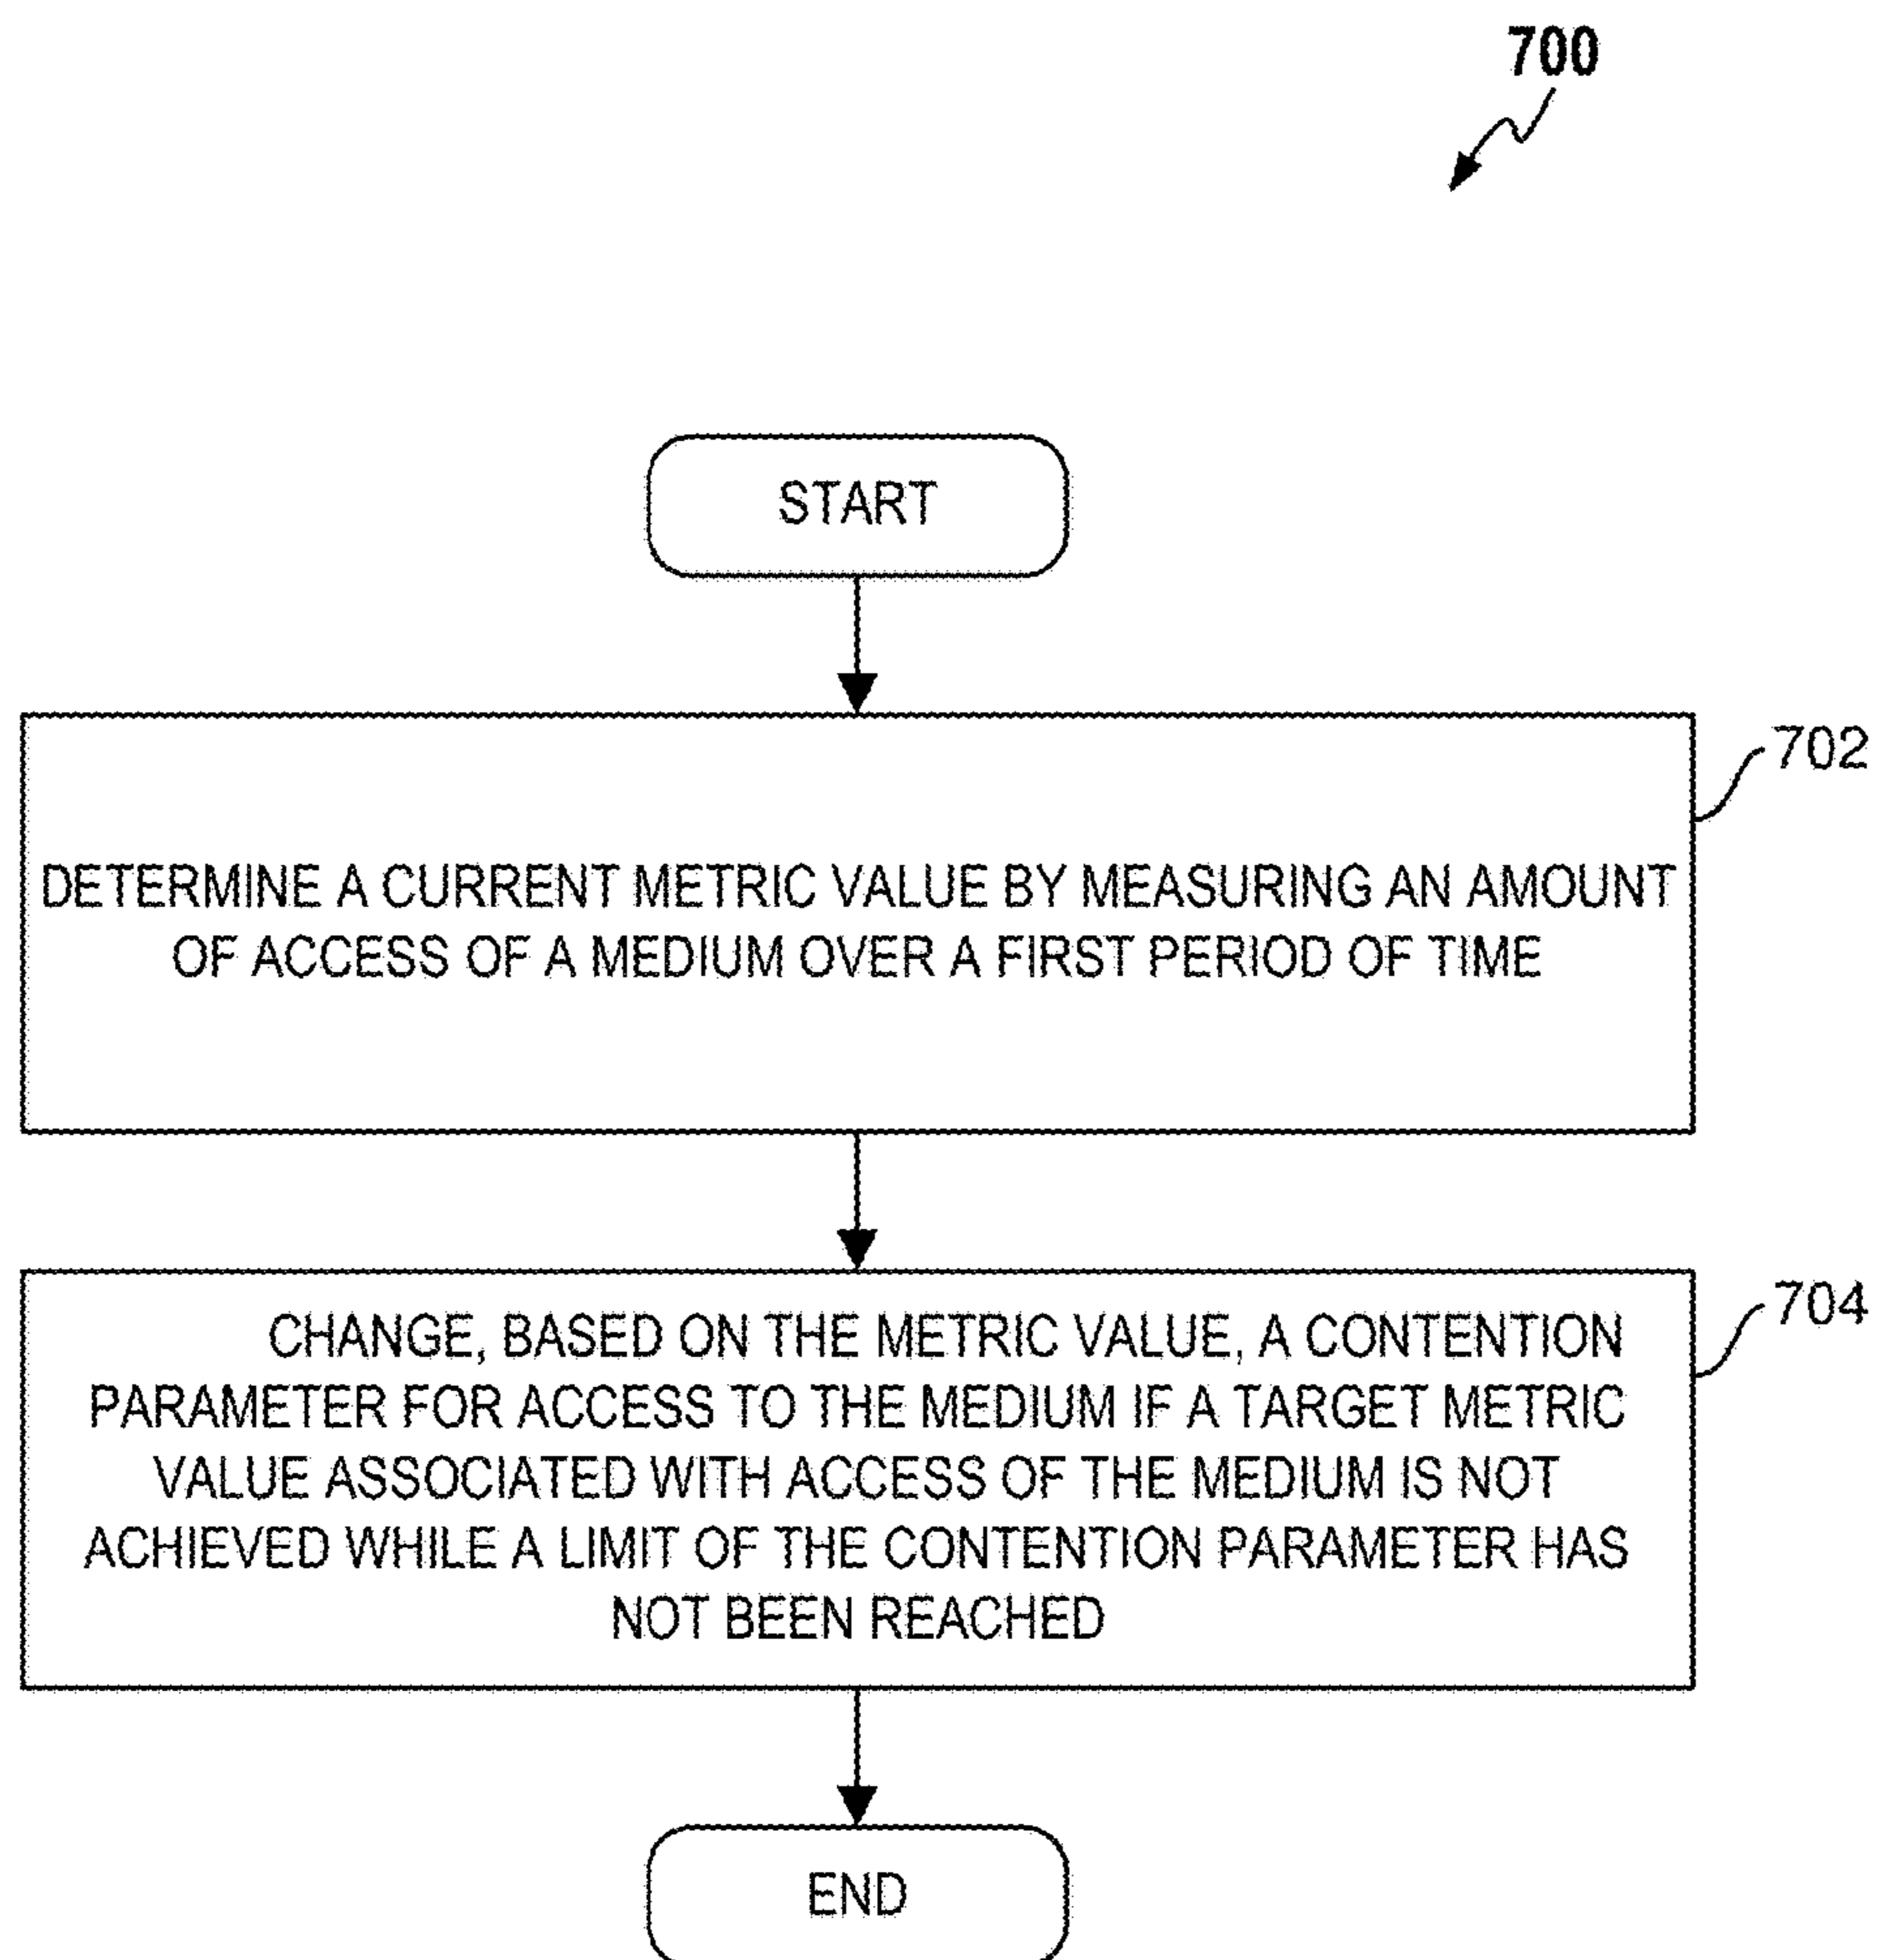 700
START
702
DETERMINE A CURRENT METRIC VALUE BY MEASURING AN AMOUNT
OF ACCESS OF A MEDIUM OVER A FIRST PERIOD OF TIME
704
CHANGE, BASED ON THE METRIC VALUE, A CONTENTION
PARAMETER FOR ACCESS TO THE MEDIUM IF A TARGET METRIC
VALUE ASSOCIATED WITH ACCESS OF THE MEDIUM IS NOT
ACHIEVED WHILE A LIMIT OF THE CONTENTION PARAMETER HAS
NOT BEEN REACHED
END